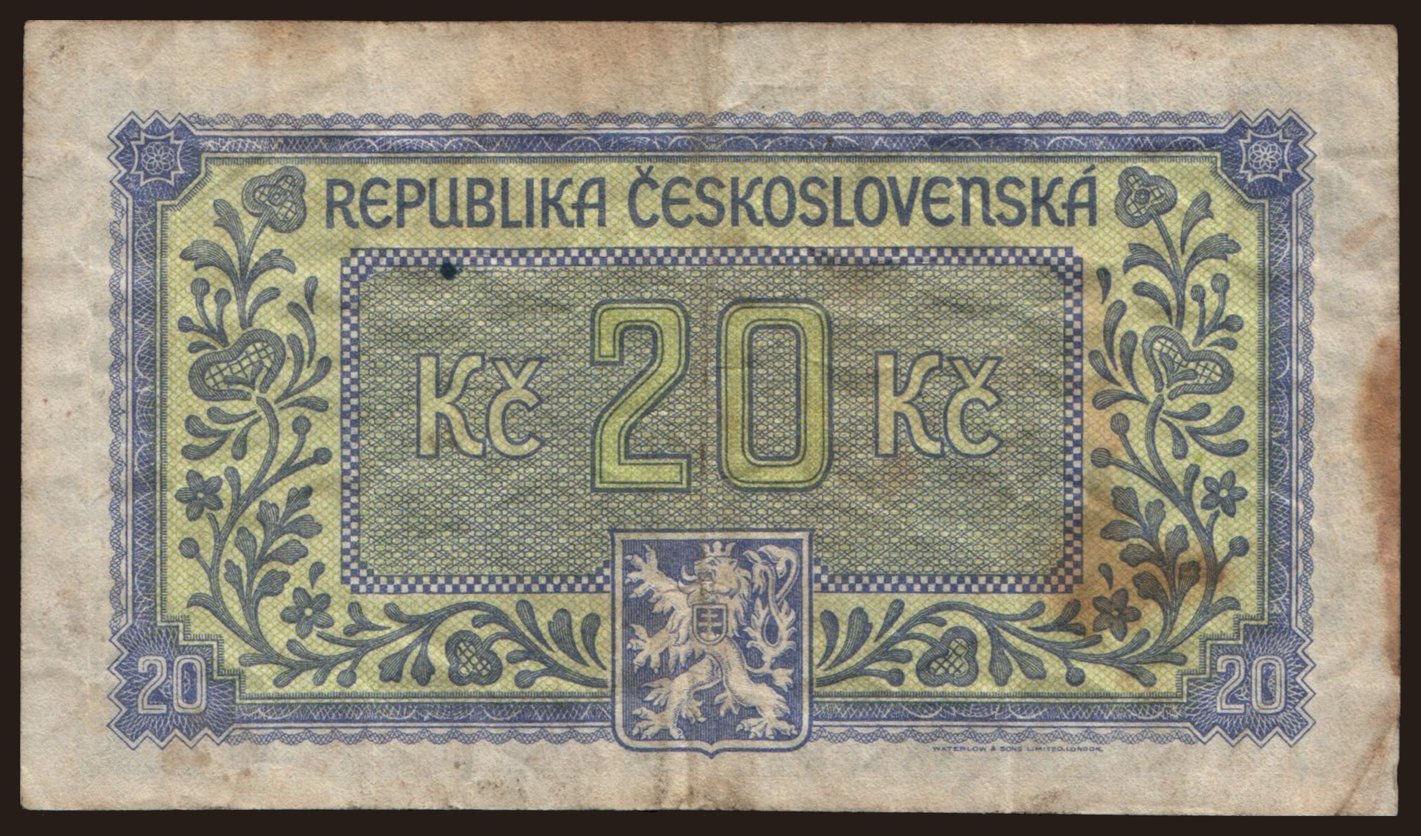 REPUBLIKA ČESKOSLOVENSKÁ
Kč 20 Kč
20 20
WATERLOW & SONS LIMITED, LONDON.